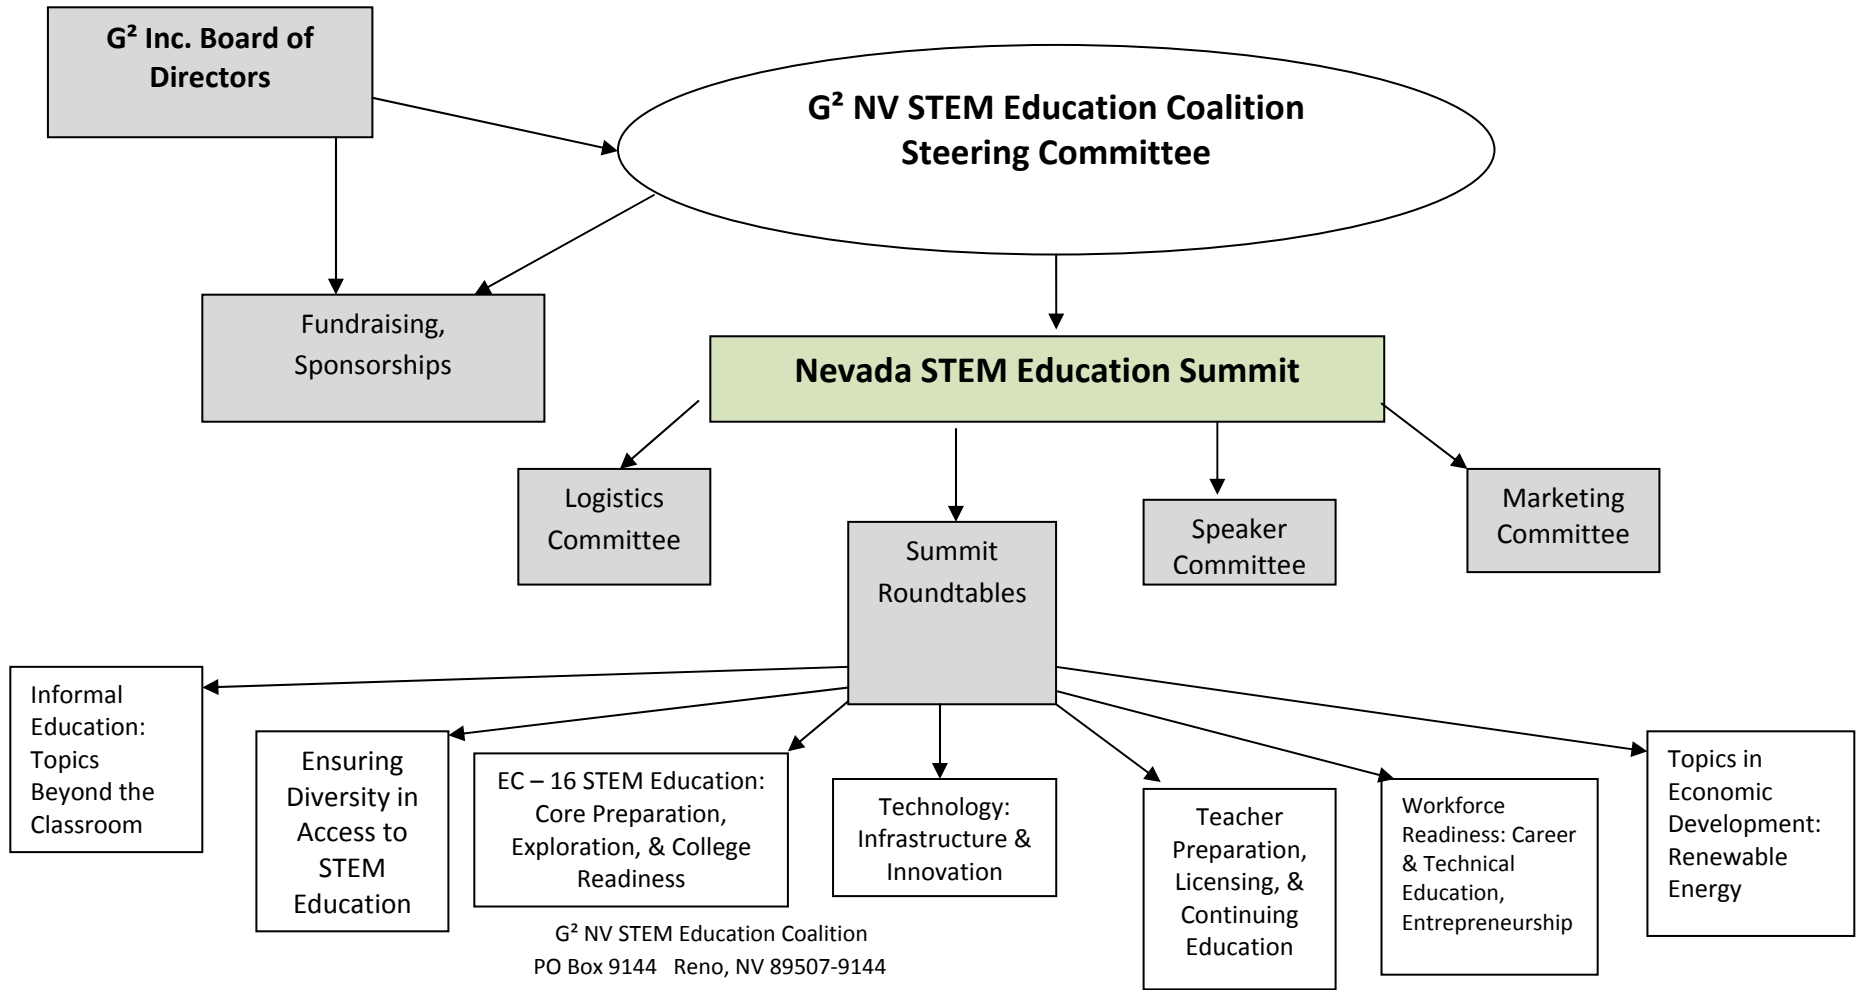 G² Inc. Board of
Directors
G² NV STEM Education Coalition
Steering Committee
Fundraising,
Sponsorships
Nevada STEM Education Summit
Logistics
Committee
Summit
Roundtables
Speaker
Committee
Marketing
Committee
Informal
Education:
Topics
Beyond the
Classroom
Ensuring
Diversity in
Access to
STEM
Education
EC – 16 STEM Education:
Core Preparation,
Exploration, & College
Readiness
Technology:
Infrastructure &
Innovation
Teacher
Preparation,
Licensing, &
Continuing
Education
Workforce
Readiness: Career
& Technical
Education,
Entrepreneurship
Topics in
Economic
Development:
Renewable
Energy
G² NV STEM Education Coalition
PO Box 9144   Reno, NV 89507-9144